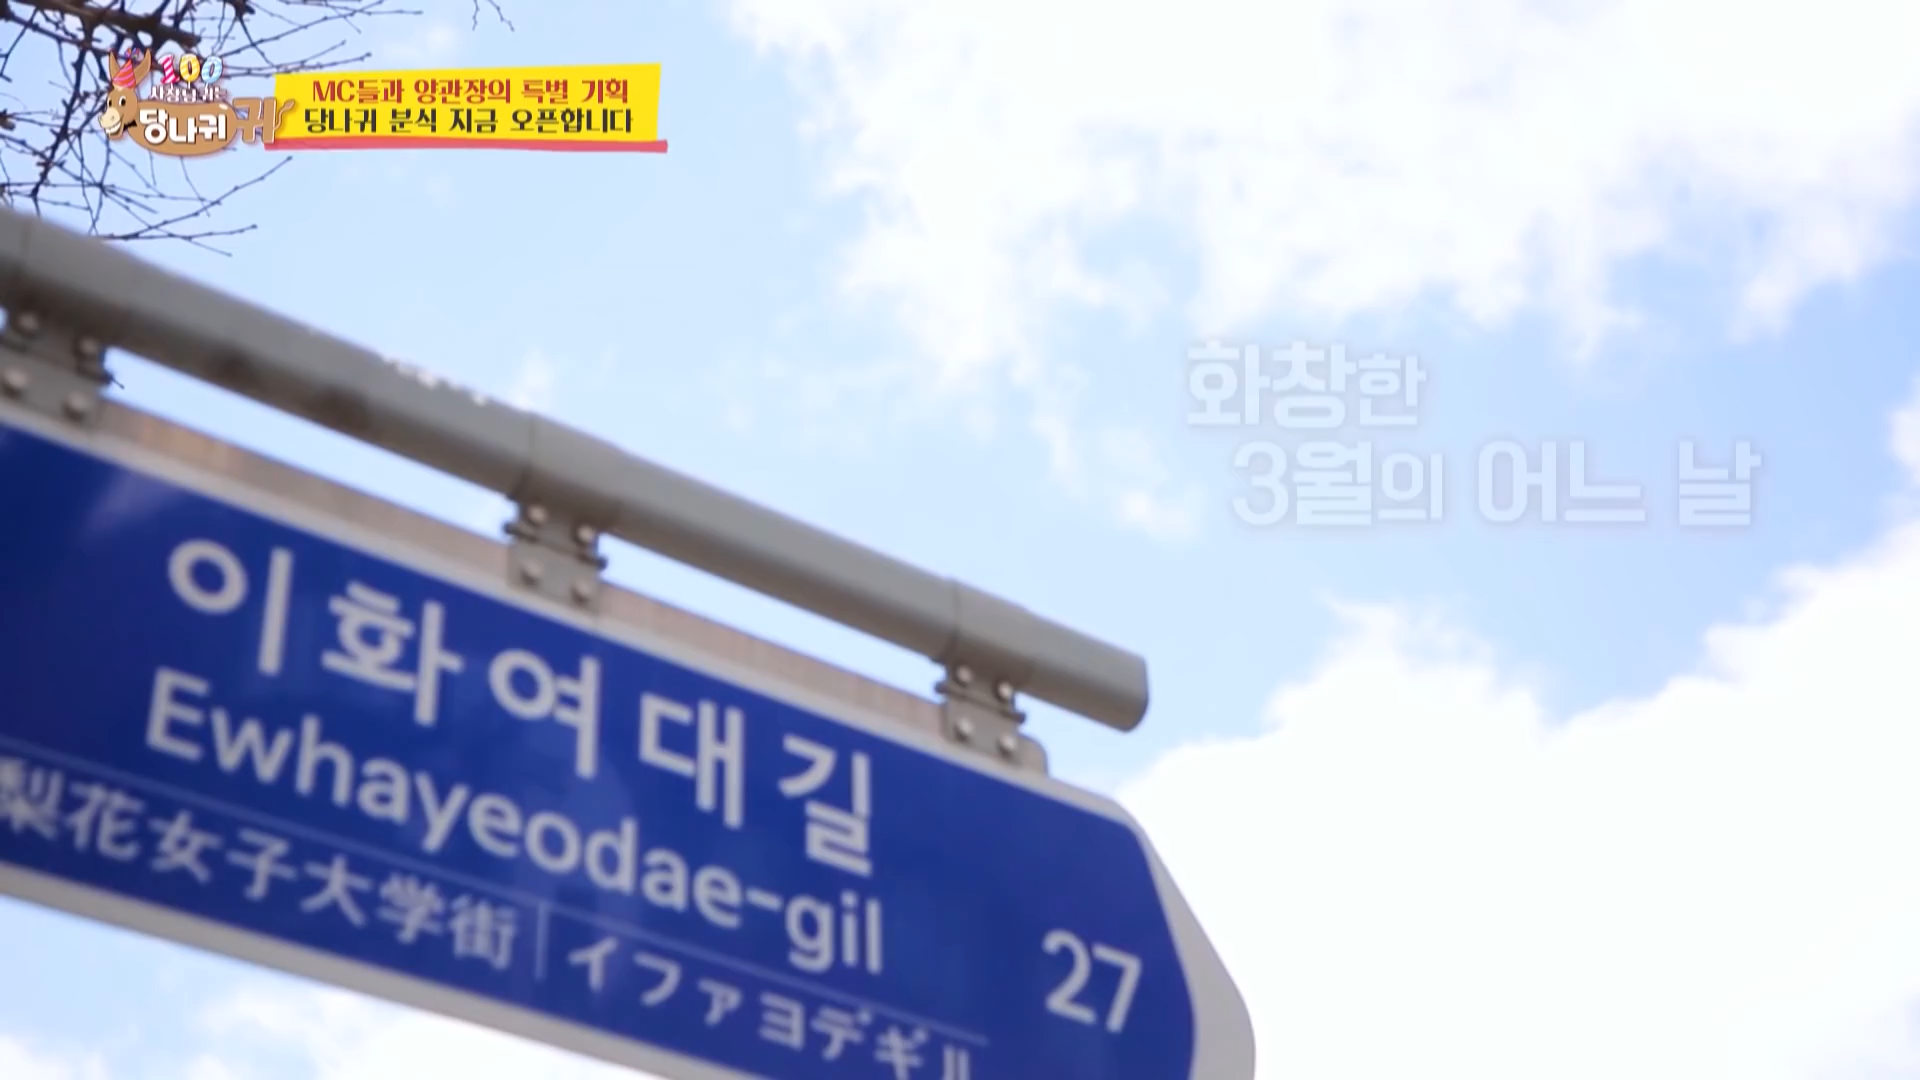 100
사장님 귀는
당나귀 귀
MC들과 양관장의 특별 기획
당나귀 분식 지금 오픈합니다
화창한
3월의 어느 날
이화여대길
Ewhayeodae-gil
梨花女子大学街 | イファヨデギル
27